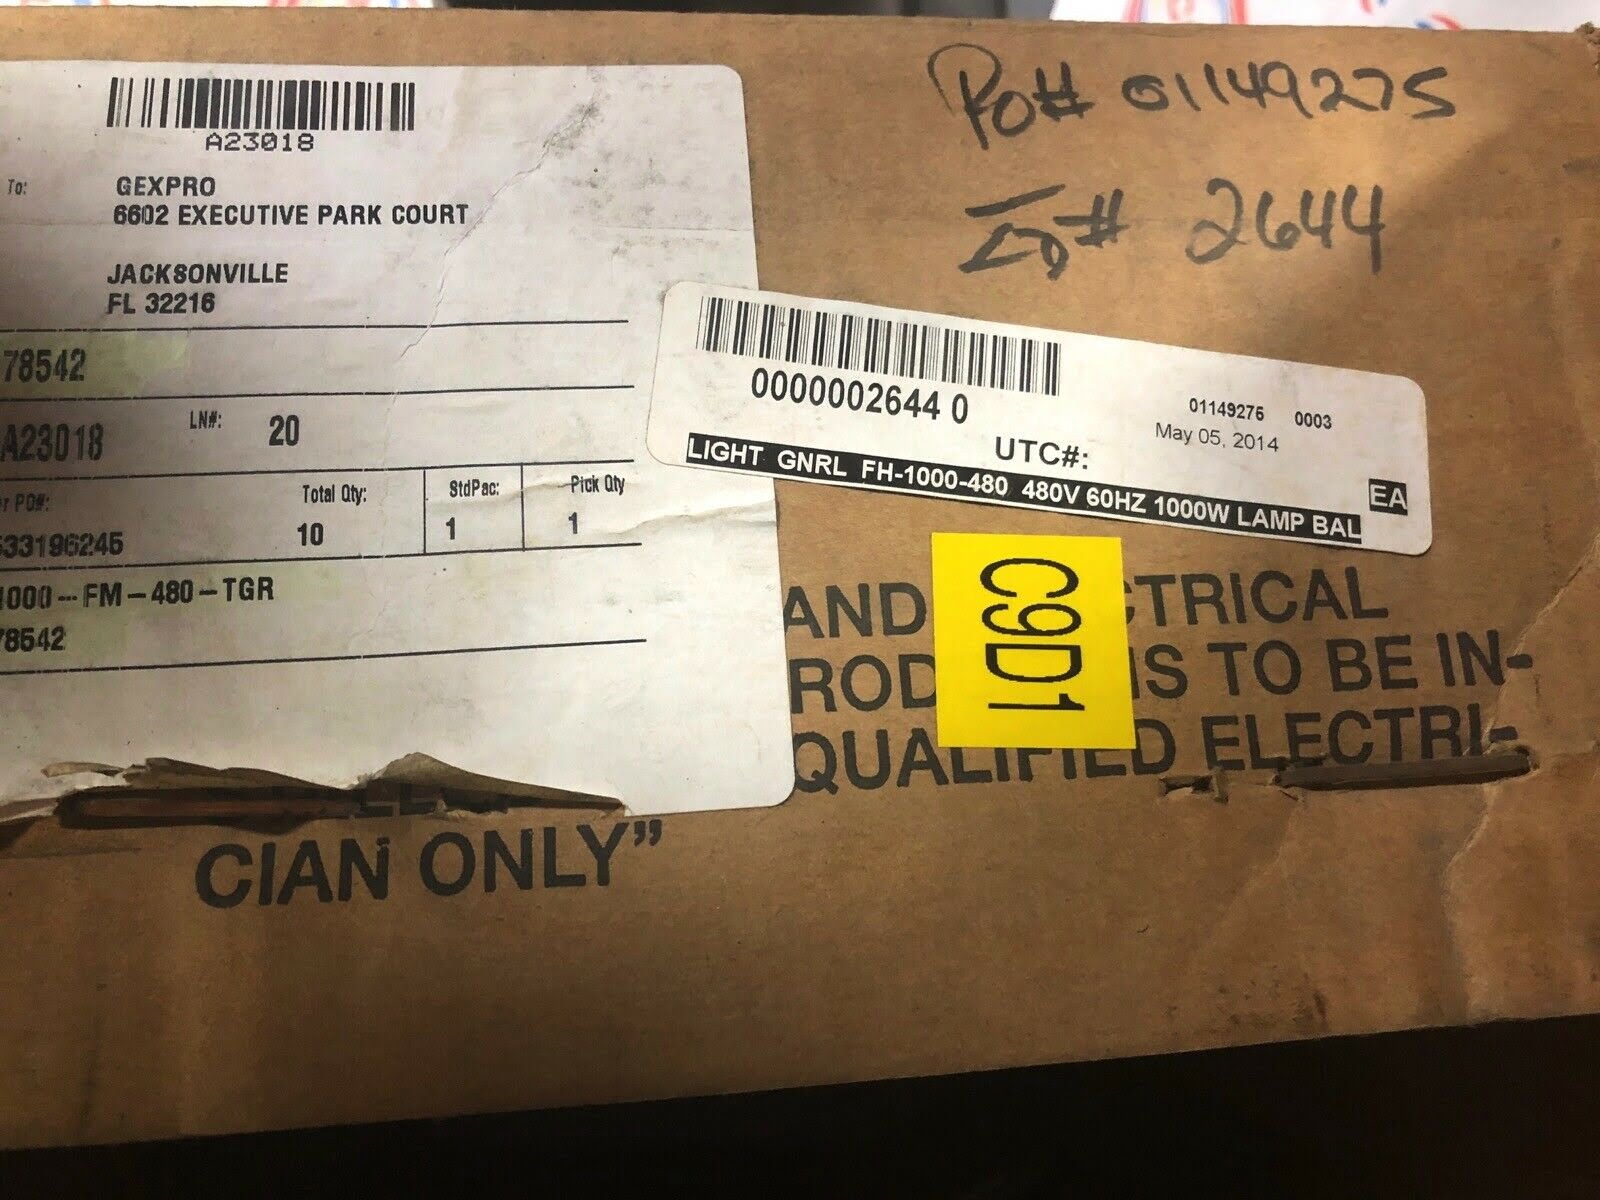 A23018
To: GEXPRO
6602 EXECUTIVE PARK COURT
JACKSONVILLE
FL 32216
78542
A23018 LN#: 20
PO#: Total Qty: StdPac: Pick Qty
533196245 10 1 1
1000-FM-480-TGR
78542
PO# 01149275
ID# 2644
0000002644 0
01149275 0003
UTC#: May 05, 2014
LIGHT GNRL FH-1000-480 480V 60HZ 1000W LAMP BAL EA
C9D1
AND CTRICAL
ROD IS TO BE IN-
QUALIFIED ELECTRI-
CIAN ONLY”